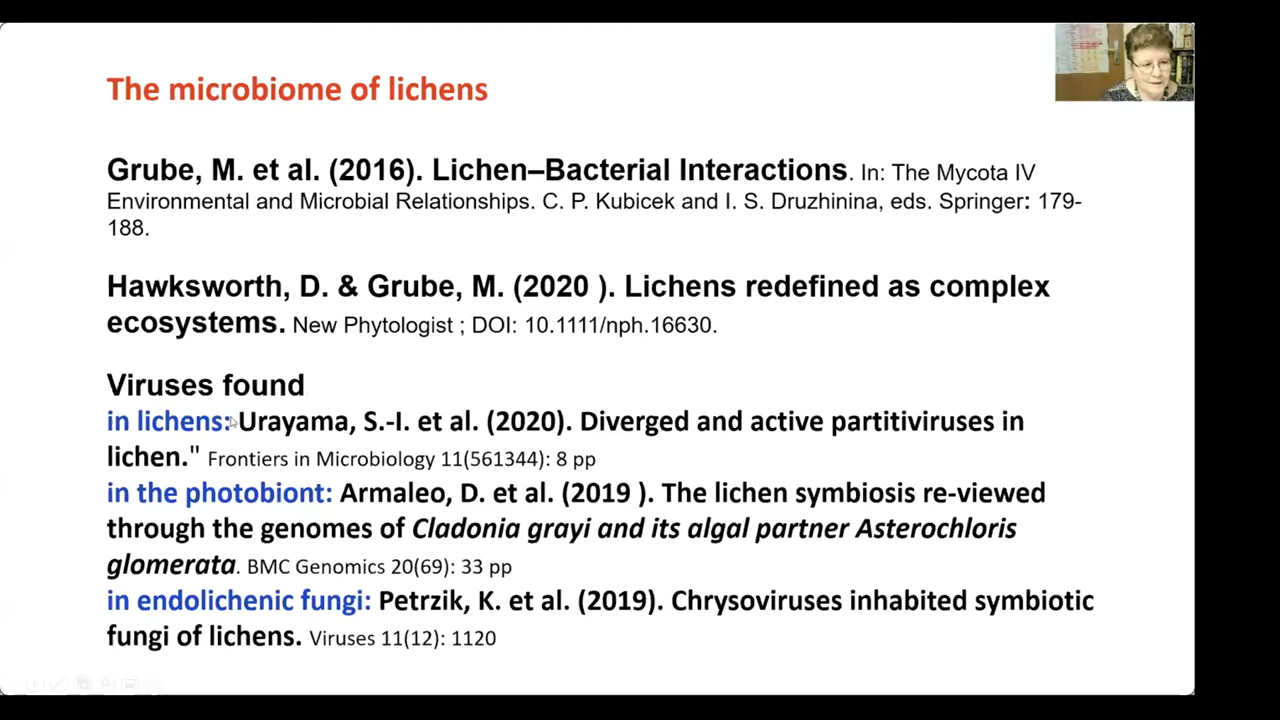 The microbiome of lichens
Grube, M. et al. (2016). Lichen–Bacterial Interactions. In: The Mycota IV
Environmental and Microbial Relationships. C. P. Kubicek and I. S. Druzhinina, eds. Springer: 179-
188.
Hawksworth, D. & Grube, M. (2020 ). Lichens redefined as complex
ecosystems. New Phytologist ; DOI: 10.1111/nph.16630.
Viruses found
in lichens: Urayama, S.-I. et al. (2020). Diverged and active partitiviruses in
lichen." Frontiers in Microbiology 11(561344): 8 pp
in the photobiont: Armaleo, D. et al. (2019 ). The lichen symbiosis re-viewed
through the genomes of Cladonia grayi and its algal partner Asterochloris
glomerata. BMC Genomics 20(69): 33 pp
in endolichenic fungi: Petrzik, K. et al. (2019). Chrysoviruses inhabited symbiotic
fungi of lichens. Viruses 11(12): 1120